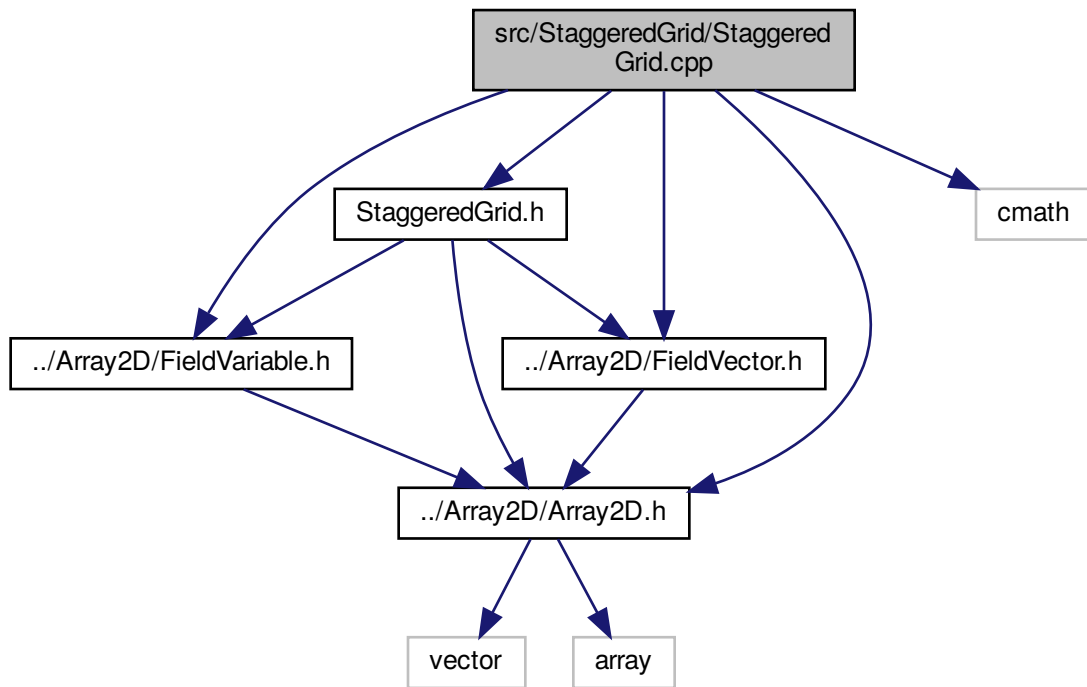 src/StaggeredGrid/Staggered
Grid.cpp
StaggeredGrid.h
cmath
../Array2D/FieldVariable.h
../Array2D/FieldVector.h
../Array2D/Array2D.h
vector
array